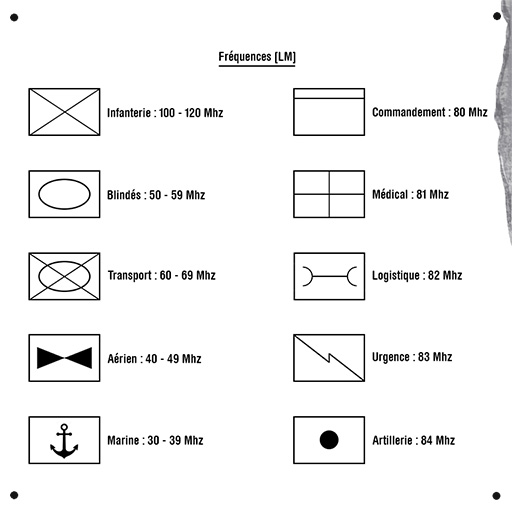 Fréquences [LM]
Infanterie : 100 - 120 Mhz
Commandement : 80 Mhz
Blindés : 50 - 59 Mhz
Médical : 81 Mhz
Transport : 60 - 69 Mhz
Logistique : 82 Mhz
Aérien : 40 - 49 Mhz
Urgence : 83 Mhz
Marine : 30 - 39 Mhz
Artillerie : 84 Mhz